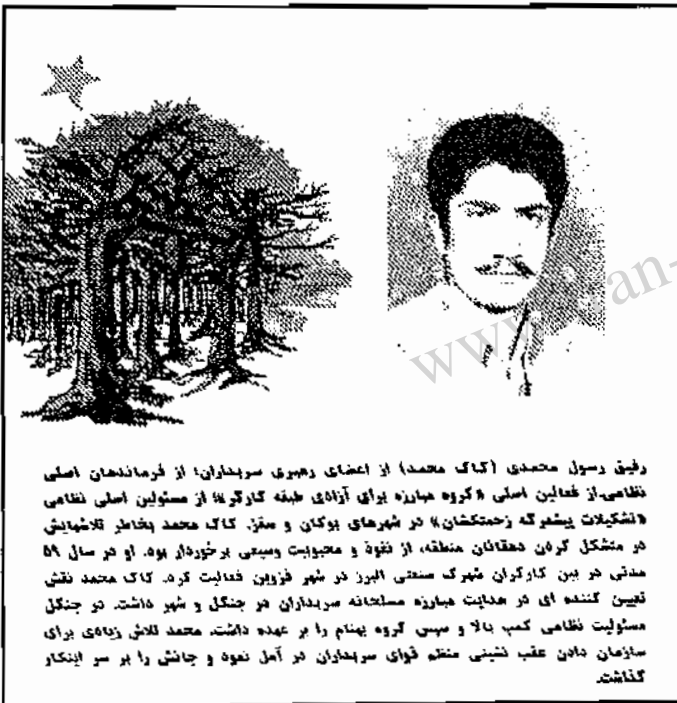 www.iran-
رفیق رسول محمدی (کاک محمد) از اعضای رهبری سربداران؛ از فرماندهان اصلی
نظامی.از فعالین اصلی «گروه مبارزه برای آزادی طبقه کارگر»؛ از مسئولین اصلی نظامی
«تشکیلات پیشمرگه زحمتکشان» در شهرهای بوکان و سقز. کاک محمد بخاطر تلاشهایش
در متشکل کردن دهقانان منطقه، از نفوذ و محبوبیت وسیعی برخوردار بود. او در سال ۵۹
مدتی در بین کارگران شهرک صنعتی البرز در شهر قزوین فعالیت کرد. کاک محمد نقش
تعیین کننده ای در هدایت مبارزه مسلحانه سربداران در جنگل و شهر داشت. در جنگل
مسئولیت نظامی کمپ بالا و سپس گروه بهنام را بر عهده داشت. محمد تلاش زیادی برای
سازمان دادن عقب نشینی منظم قوای سربداران در آمل نمود و جانش را بر سر اینکار
گذاشت.